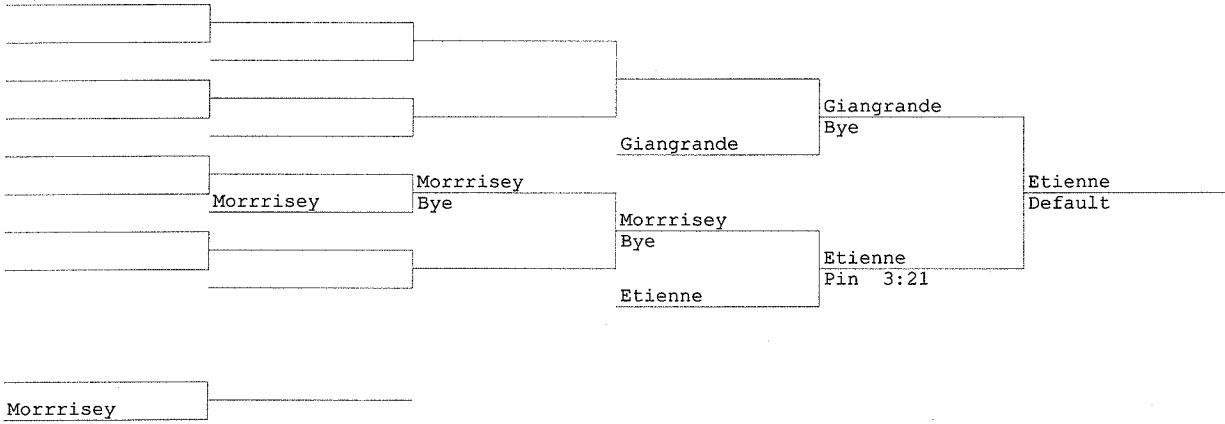 Giangrande
Bye
Giangrande
Morrrisey
Bye
Morrrisey
Etienne
Default
Morrrisey
Bye
Etienne
Pin 3:21
Etienne
Morrrisey